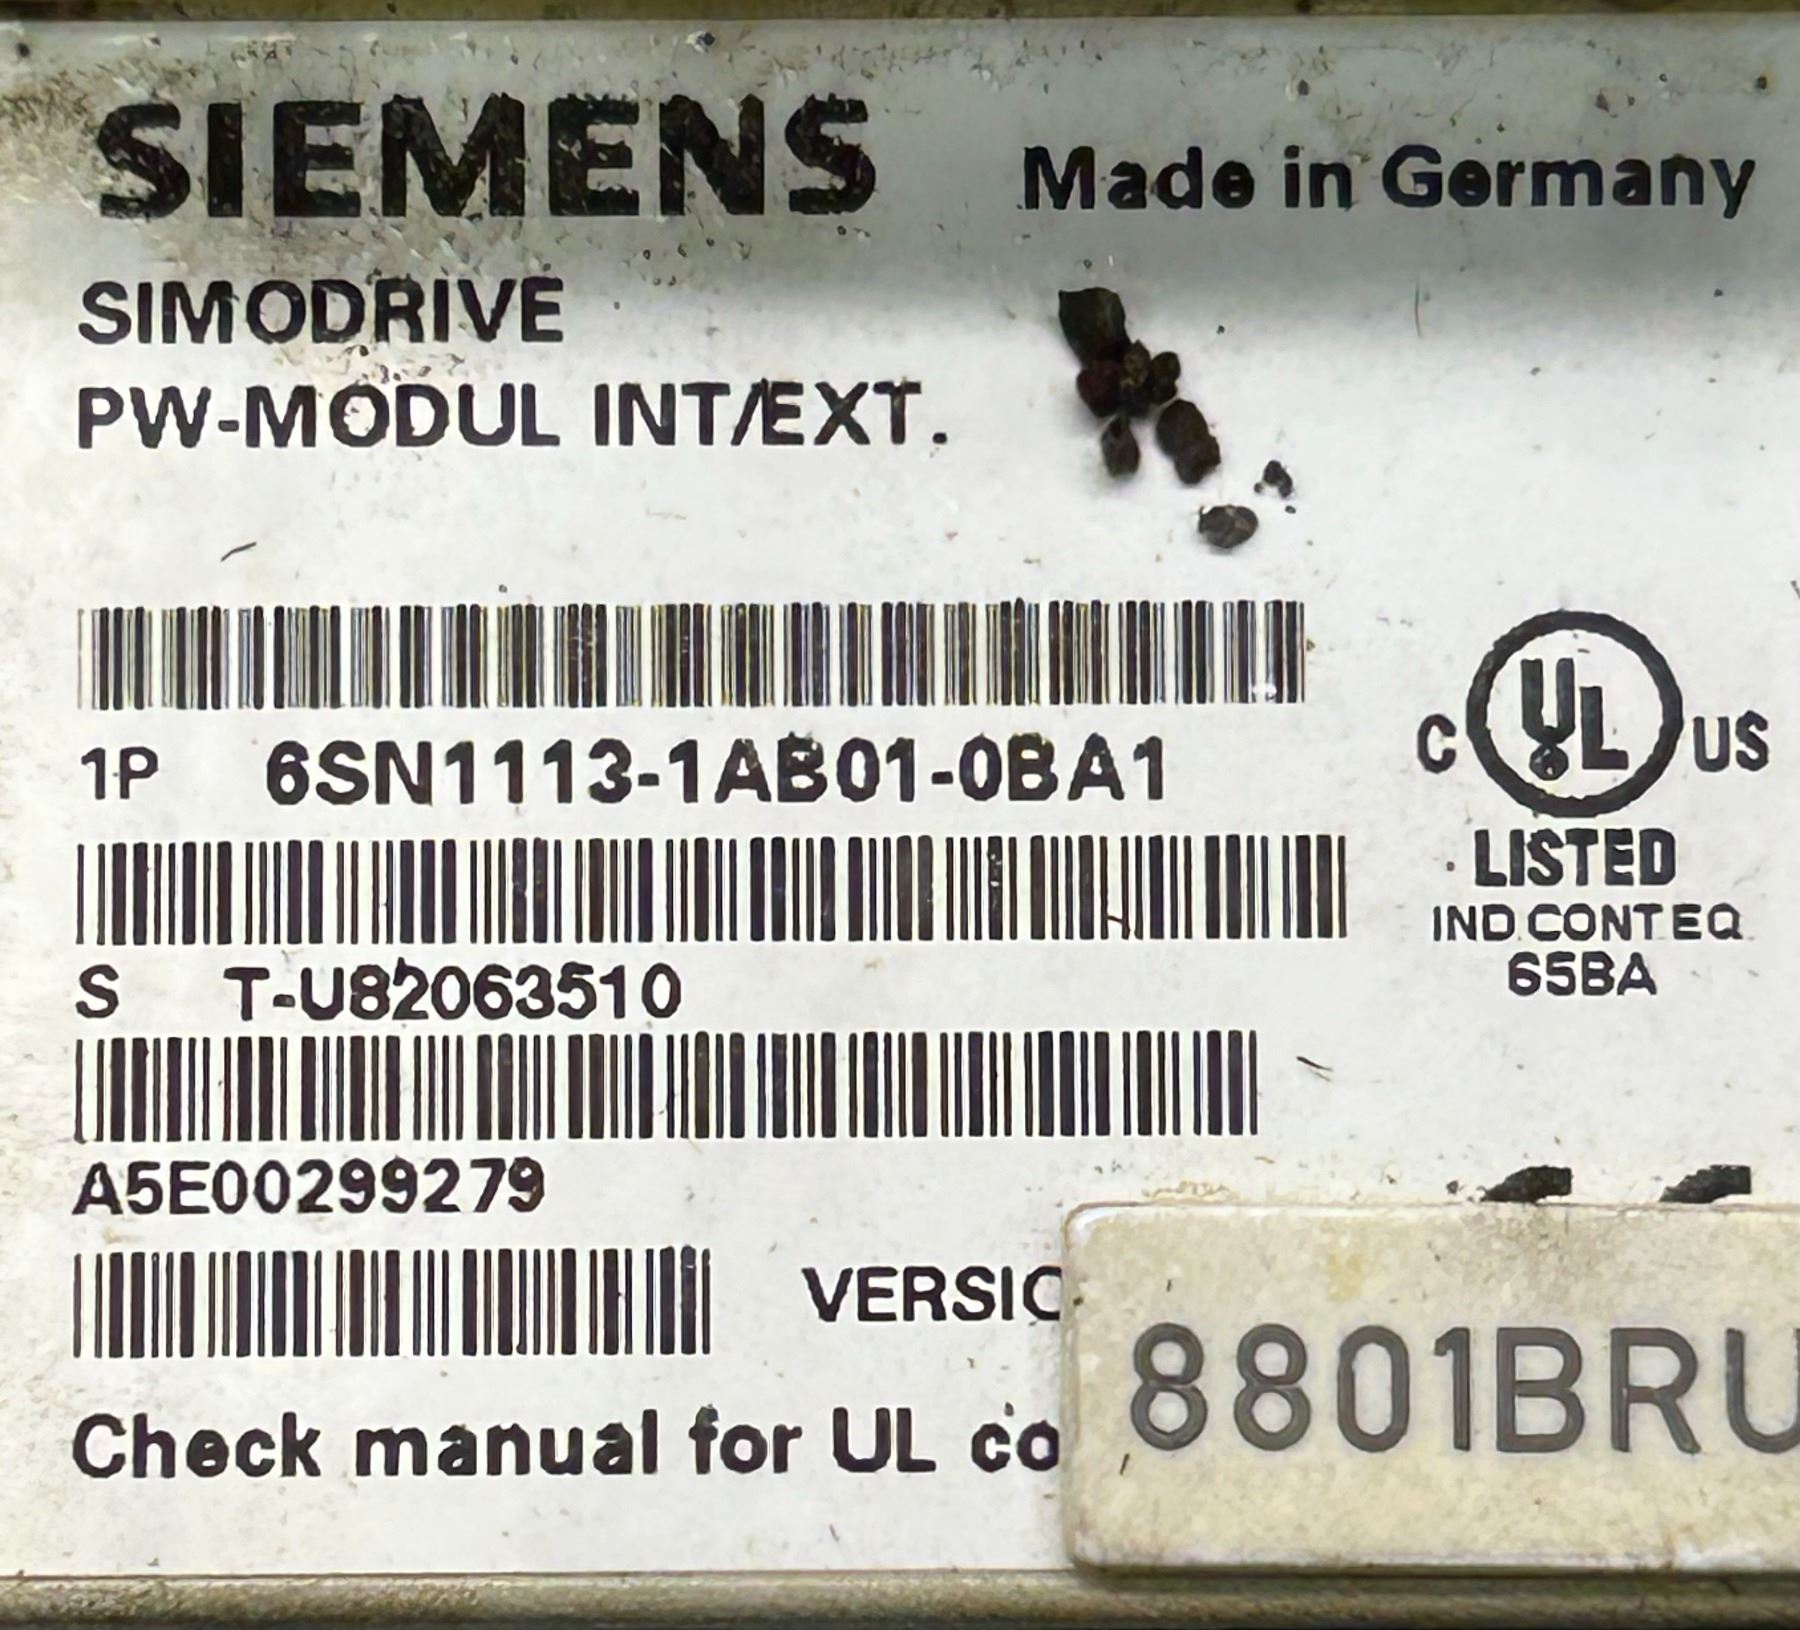 SIEMENS Made in Germany
SIMODRIVE
PW-MODUL INT/EXT.
1P 6SN1113-1AB01-0BA1
C UL US
LISTED
IND.CONT.EQ
65BA
S T-U82063510
A5E00299279
VERSIO
8801BRU
Check manual for UL co